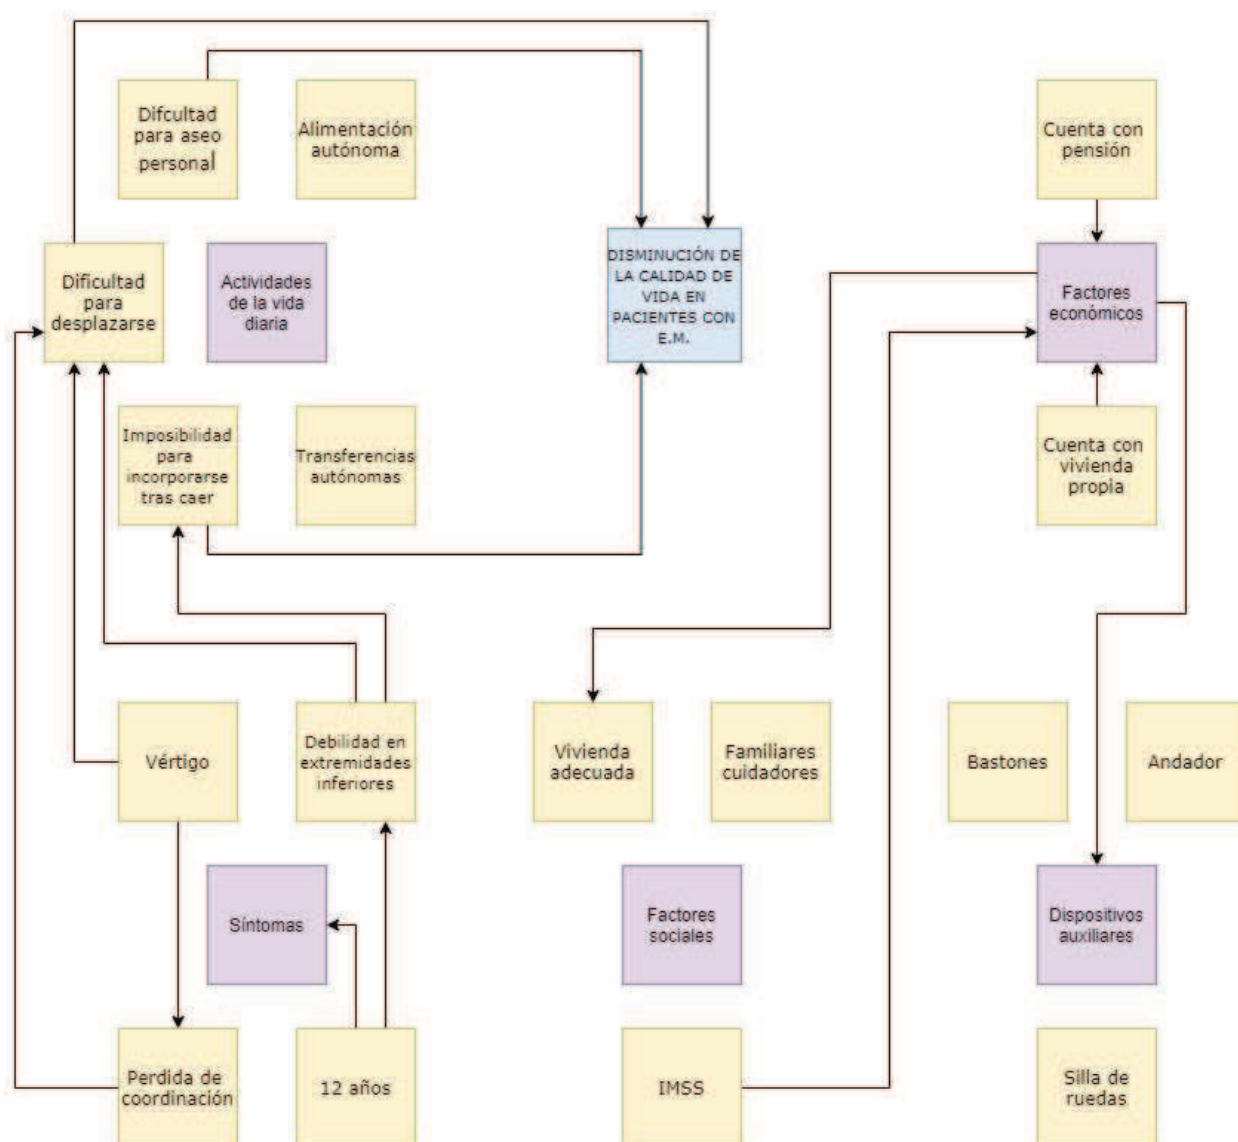 Difcultad
para aseo
personal
Alimentación
autónoma
Cuenta con
pensión
Dificultad
para
desplazarse
Actividades
de la vida
diaria
DISMINUCIÓN DE
LA CALIDAD DE
VIDA EN
PACIENTES CON
E.M.
Factores
económicos
Imposibilidad
para
incorporarse
tras caer
Transferencias
autónomas
Cuenta con
vivienda
propia
Vértigo
Debilidad en
extremidades
inferiores
Vivienda
adecuada
Familiares
cuidadores
Bastones
Andador
Síntomas
Factores
sociales
Dispositivos
auxiliares
Perdida de
coordinación
12 años
IMSS
Silla de
ruedas